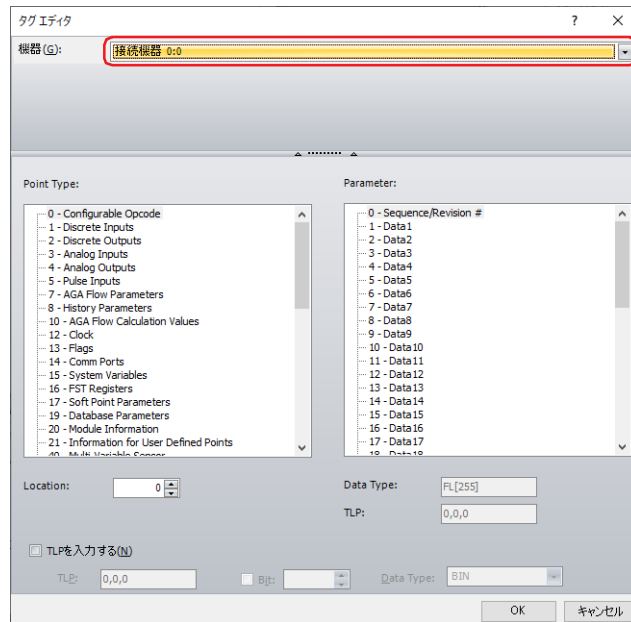 タグ エディタ ? ×
機器(G): 接続機器 0:0
Point Type: Parameter:
0 - Configurable Opcode
1 - Discrete Inputs
2 - Discrete Outputs
3 - Analog Inputs
4 - Analog Outputs
5 - Pulse Inputs
7 - AGA Flow Parameters
8 - History Parameters
10 - AGA Flow Calculation Values
12 - Clock
13 - Flags
14 - Comm Ports
15 - System Variables
16 - FST Registers
17 - Soft Point Parameters
19 - Database Parameters
20 - Module Information
21 - Information for User Defined Points
40 - Multi Variable Sensor
0 - Sequence/Revision #
1 - Data1
2 - Data2
3 - Data3
4 - Data4
5 - Data5
6 - Data6
7 - Data7
8 - Data8
9 - Data9
10 - Data10
11 - Data11
12 - Data12
13 - Data13
14 - Data14
15 - Data15
16 - Data16
17 - Data17
18 - Data18
Location: 0
Data Type: FL[255]
TLP: 0,0,0
TLPを入力する(N)
TLP: 0,0,0 Bit: Data Type: BIN
OK キャンセル